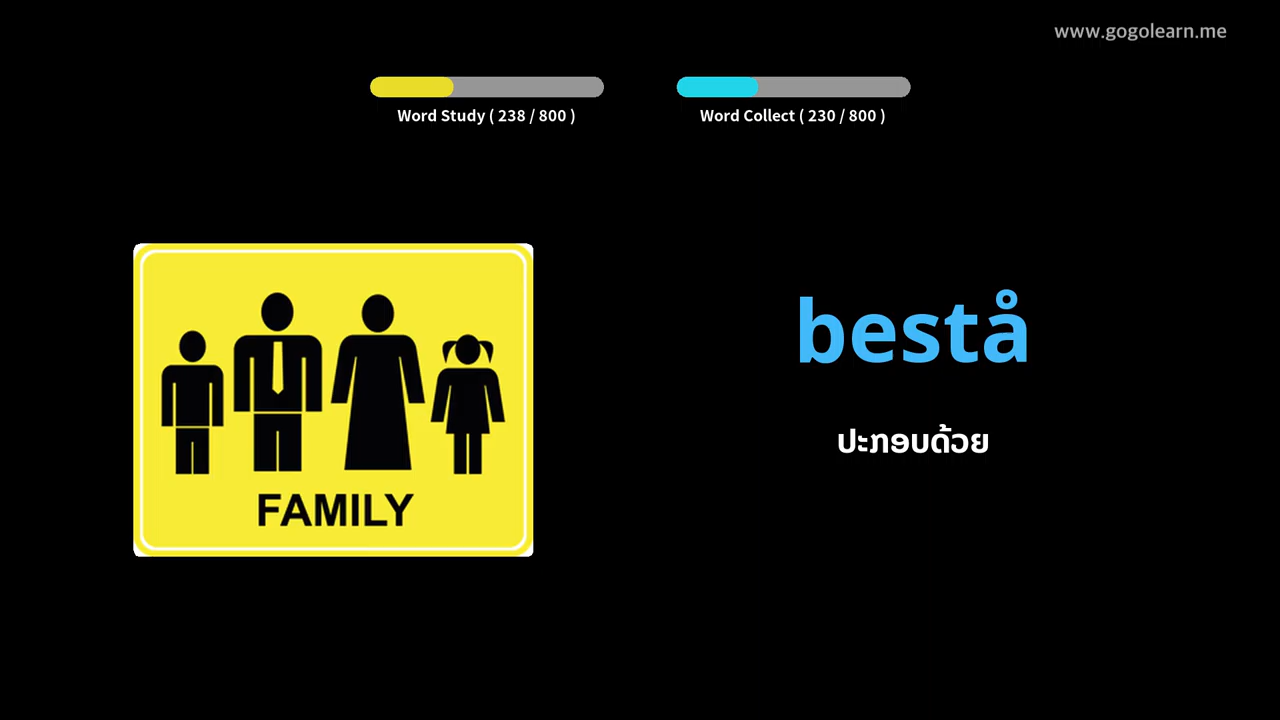 www.gogolearn.me
Word Study ( 238 / 800 )
Word Collect ( 230 / 800 )
FAMILY
bestå
ປະກອບດ້ວຍ